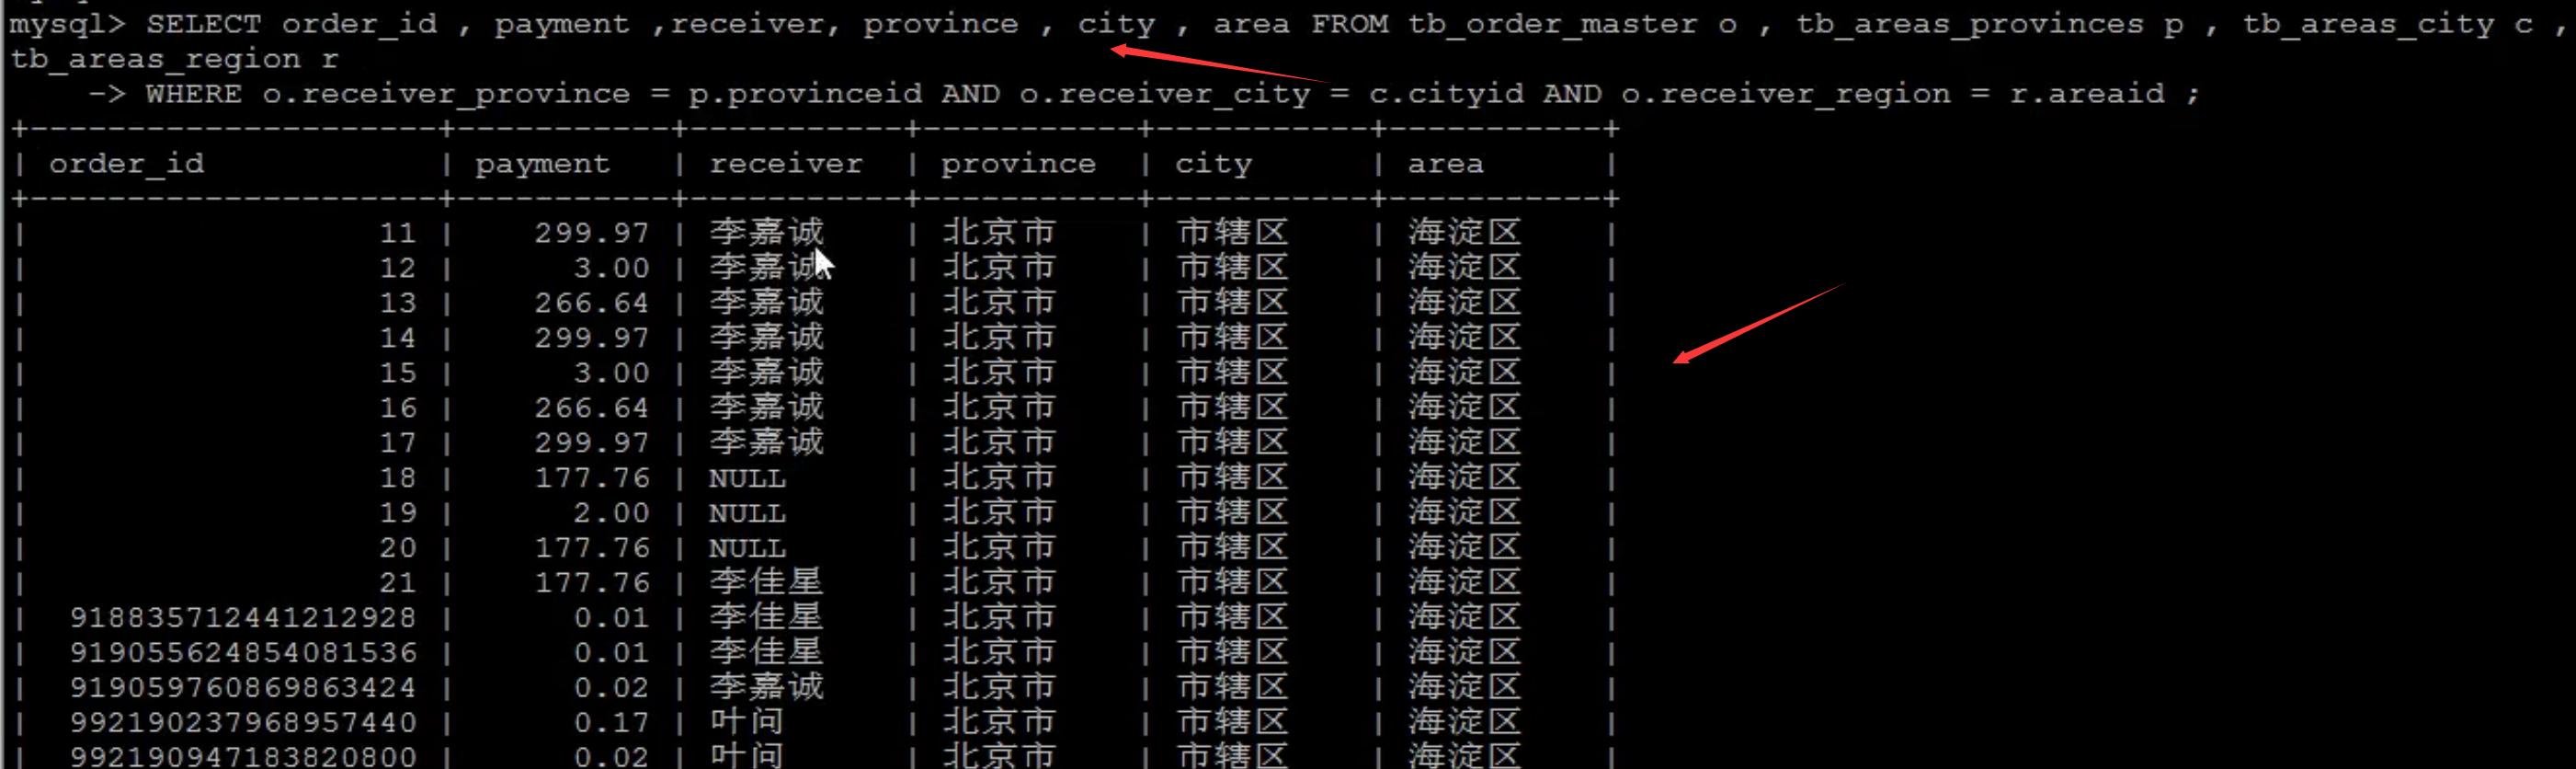 mysql> SELECT order_id , payment ,receiver, province , city , area FROM tb_order_master o , tb_areas_provinces p , tb_areas_city c ,
tb_areas_region r
    -> WHERE o.receiver_province = p.provinceid AND o.receiver_city = c.cityid AND o.receiver_region = r.areaid ;
+--------------------+-----------+-----------+-----------+-----------+-----------+
| order_id | payment | receiver | province | city | area |
+--------------------+-----------+-----------+-----------+-----------+-----------+
| 11 | 299.97 | 李嘉诚 | 北京市 | 市辖区 | 海淀区 |
| 12 | 3.00 | 李嘉诚 | 北京市 | 市辖区 | 海淀区 |
| 13 | 266.64 | 李嘉诚 | 北京市 | 市辖区 | 海淀区 |
| 14 | 299.97 | 李嘉诚 | 北京市 | 市辖区 | 海淀区 |
| 15 | 3.00 | 李嘉诚 | 北京市 | 市辖区 | 海淀区 |
| 16 | 266.64 | 李嘉诚 | 北京市 | 市辖区 | 海淀区 |
| 17 | 299.97 | 李嘉诚 | 北京市 | 市辖区 | 海淀区 |
| 18 | 177.76 | NULL | 北京市 | 市辖区 | 海淀区 |
| 19 | 2.00 | NULL | 北京市 | 市辖区 | 海淀区 |
| 20 | 177.76 | NULL | 北京市 | 市辖区 | 海淀区 |
| 21 | 177.76 | 李佳星 | 北京市 | 市辖区 | 海淀区 |
| 918835712441212928 | 0.01 | 李佳星 | 北京市 | 市辖区 | 海淀区 |
| 919055624854081536 | 0.01 | 李佳星 | 北京市 | 市辖区 | 海淀区 |
| 919059760869863424 | 0.02 | 李嘉诚 | 北京市 | 市辖区 | 海淀区 |
| 992190237968957440 | 0.17 | 叶问 | 北京市 | 市辖区 | 海淀区 |
| 992190947183820800 | 0.02 | 叶问 | 北京市 | 市辖区 | 海淀区 |